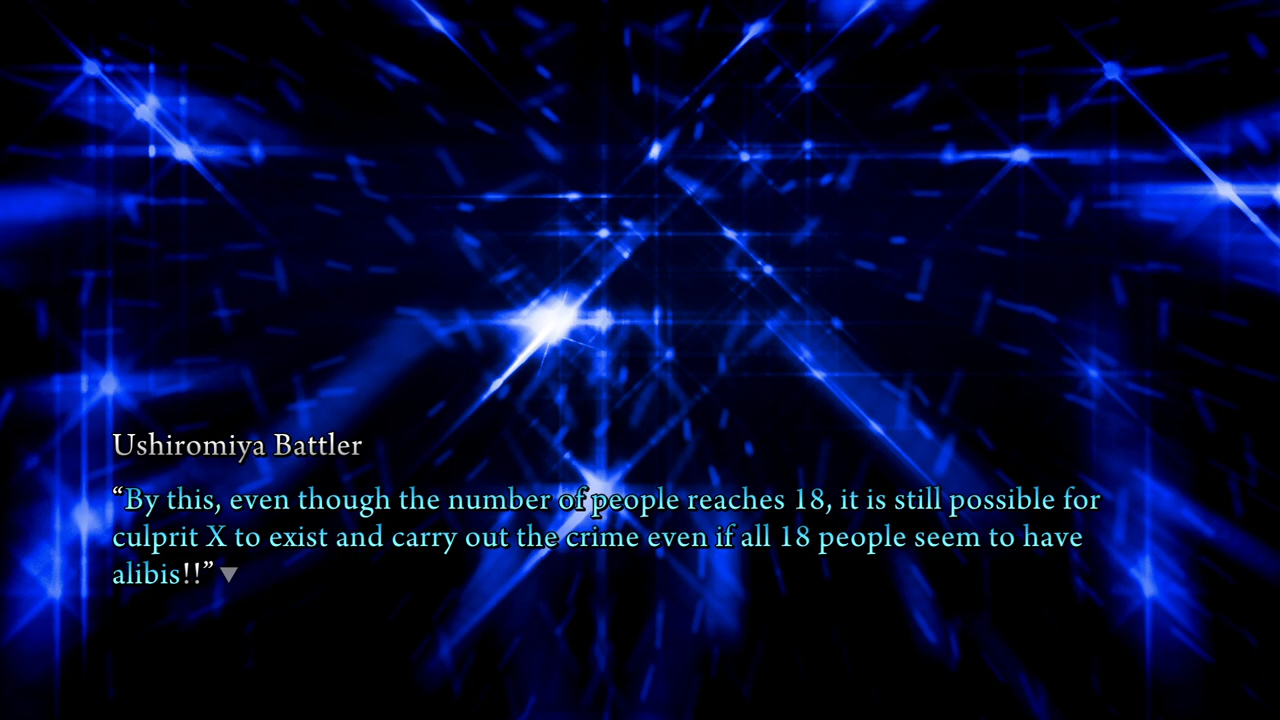 Ushiromiya Battler
“By this, even though the number of people reaches 18, it is still possible for
culprit X to exist and carry out the crime even if all 18 people seem to have
alibis!!”